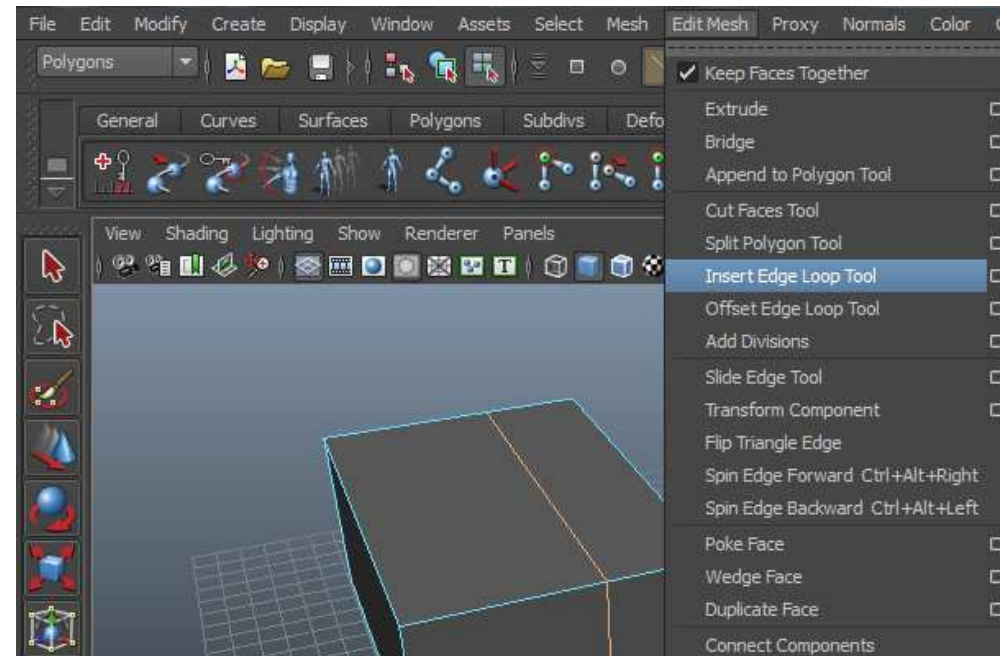 File Edit Modify Create Display Window Assets Select Mesh Edit Mesh Proxy Normals Color
Polygons
General Curves Surfaces Polygons Subdivs Defo
View Shading Lighting Show Renderer Panels
T
Keep Faces Together
Extrude
Bridge
Append to Polygon Tool
Cut Faces Tool
Split Polygon Tool
Insert Edge Loop Tool
Offset Edge Loop Tool
Add Divisions
Slide Edge Tool
Transform Component
Flip Triangle Edge
Spin Edge Forward Ctrl+Alt+Right
Spin Edge Backward Ctrl+Alt+Left
Poke Face
Wedge Face
Duplicate Face
Connect Components